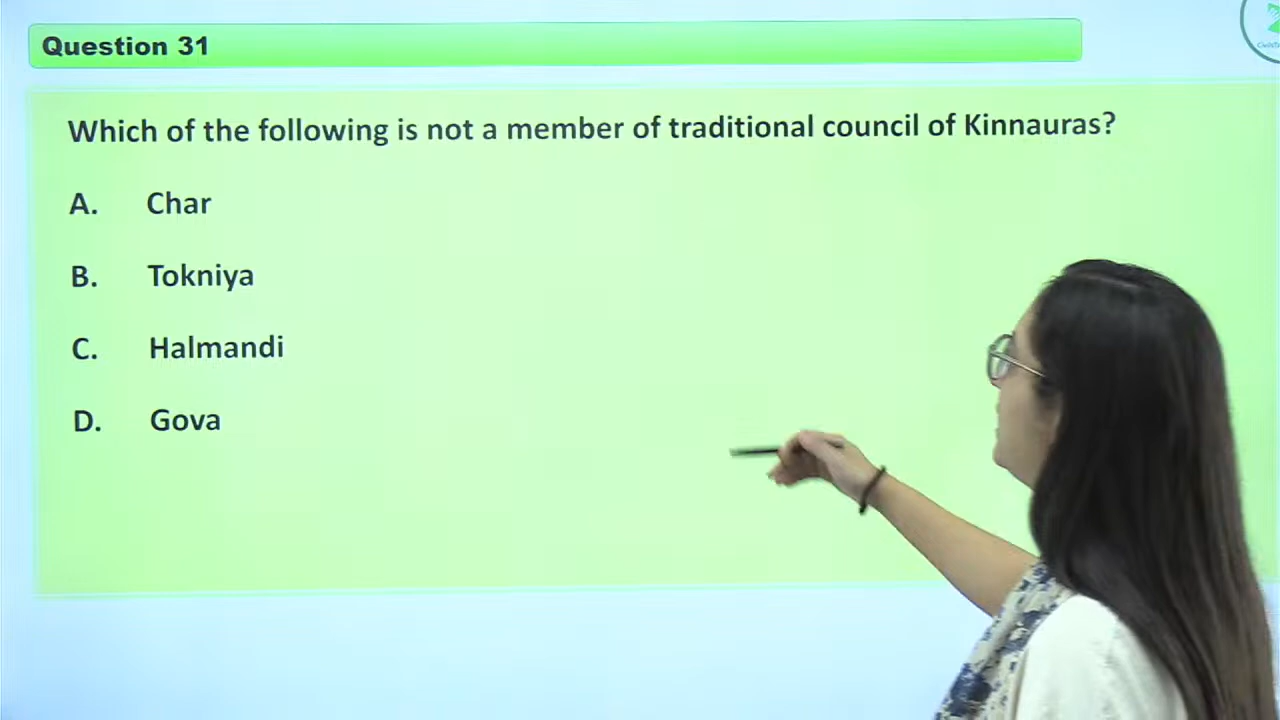 Question 31
Which of the following is not a member of traditional council of Kinnauras?
A. Char
B. Tokniya
C. Halmandi
D. Gova